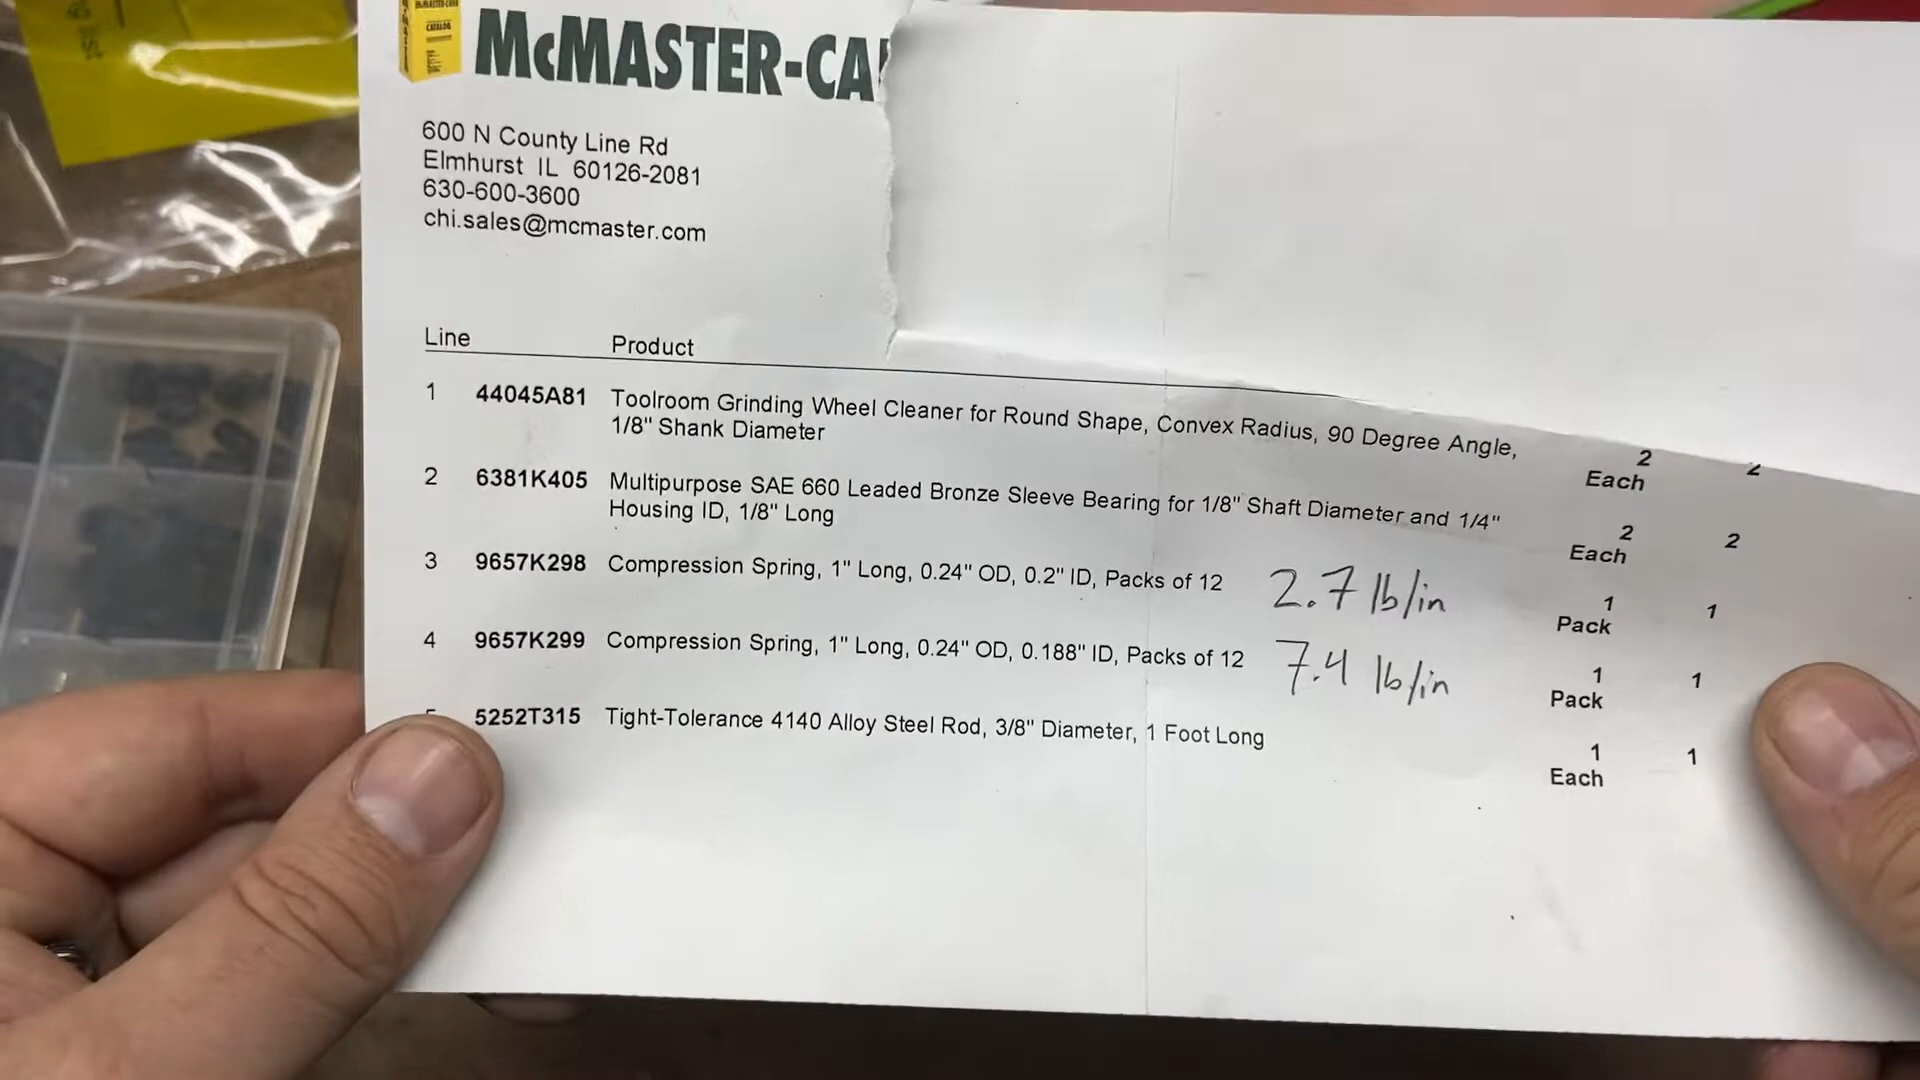 McMASTER-CARR
CATALOG
McMASTER-CA
600 N County Line Rd
Elmhurst IL 60126-2081
630-600-3600
chi.sales@mcmaster.com
Line Product
1 44045A81 Toolroom Grinding Wheel Cleaner for Round Shape, Convex Radius, 90 Degree Angle,
1/8" Shank Diameter
2 2
Each
2 6381K405 Multipurpose SAE 660 Leaded Bronze Sleeve Bearing for 1/8" Shaft Diameter and 1/4"
Housing ID, 1/8" Long
2 2
Each
3 9657K298 Compression Spring, 1" Long, 0.24" OD, 0.2" ID, Packs of 12 2.7 lb/in
1 1
Pack
4 9657K299 Compression Spring, 1" Long, 0.24" OD, 0.188" ID, Packs of 12 7.4 lb/in
1 1
Pack
5252T315 Tight-Tolerance 4140 Alloy Steel Rod, 3/8" Diameter, 1 Foot Long
1 1
Each